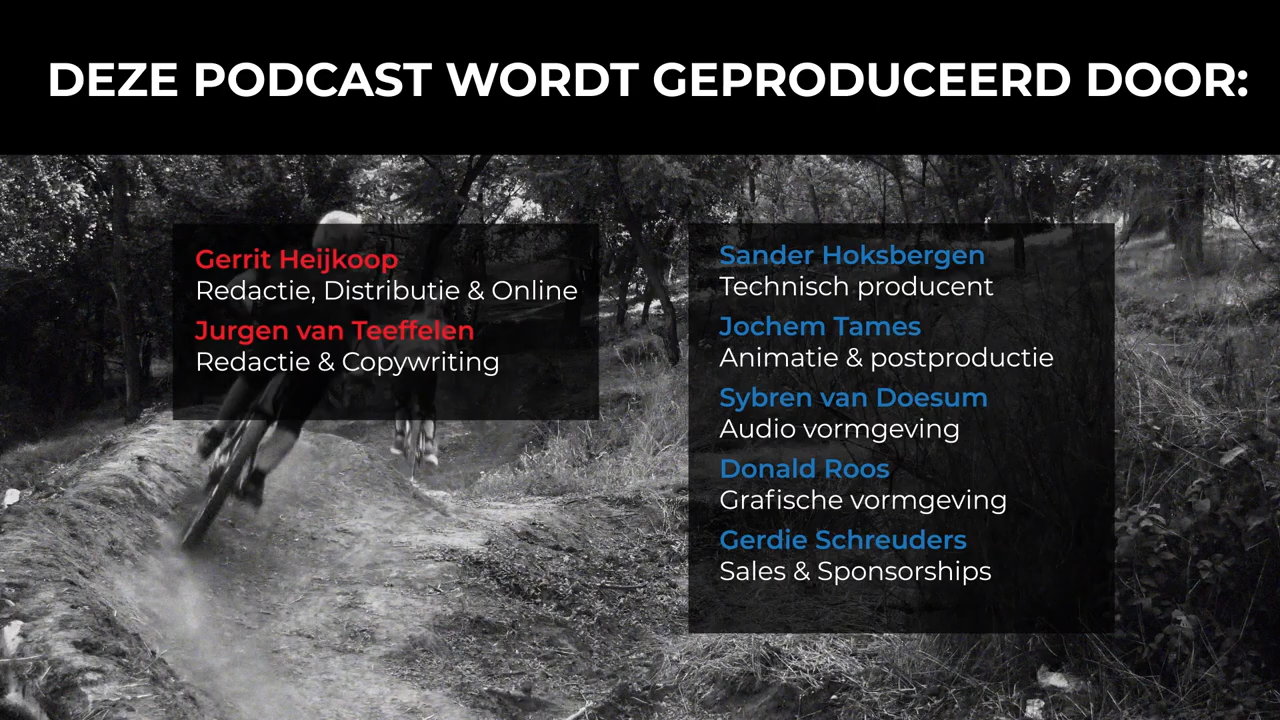 DEZE PODCAST WORDT GEPRODUCEERD DOOR:
Gerrit Heijkoop
Redactie, Distributie & Online
Jurgen van Teeffelen
Redactie & Copywriting
Sander Hoksbergen
Technisch producent
Jochem Tames
Animatie & postproductie
Sybren van Doesum
Audio vormgeving
Donald Roos
Grafische vormgeving
Gerdie Schreuders
Sales & Sponsorships